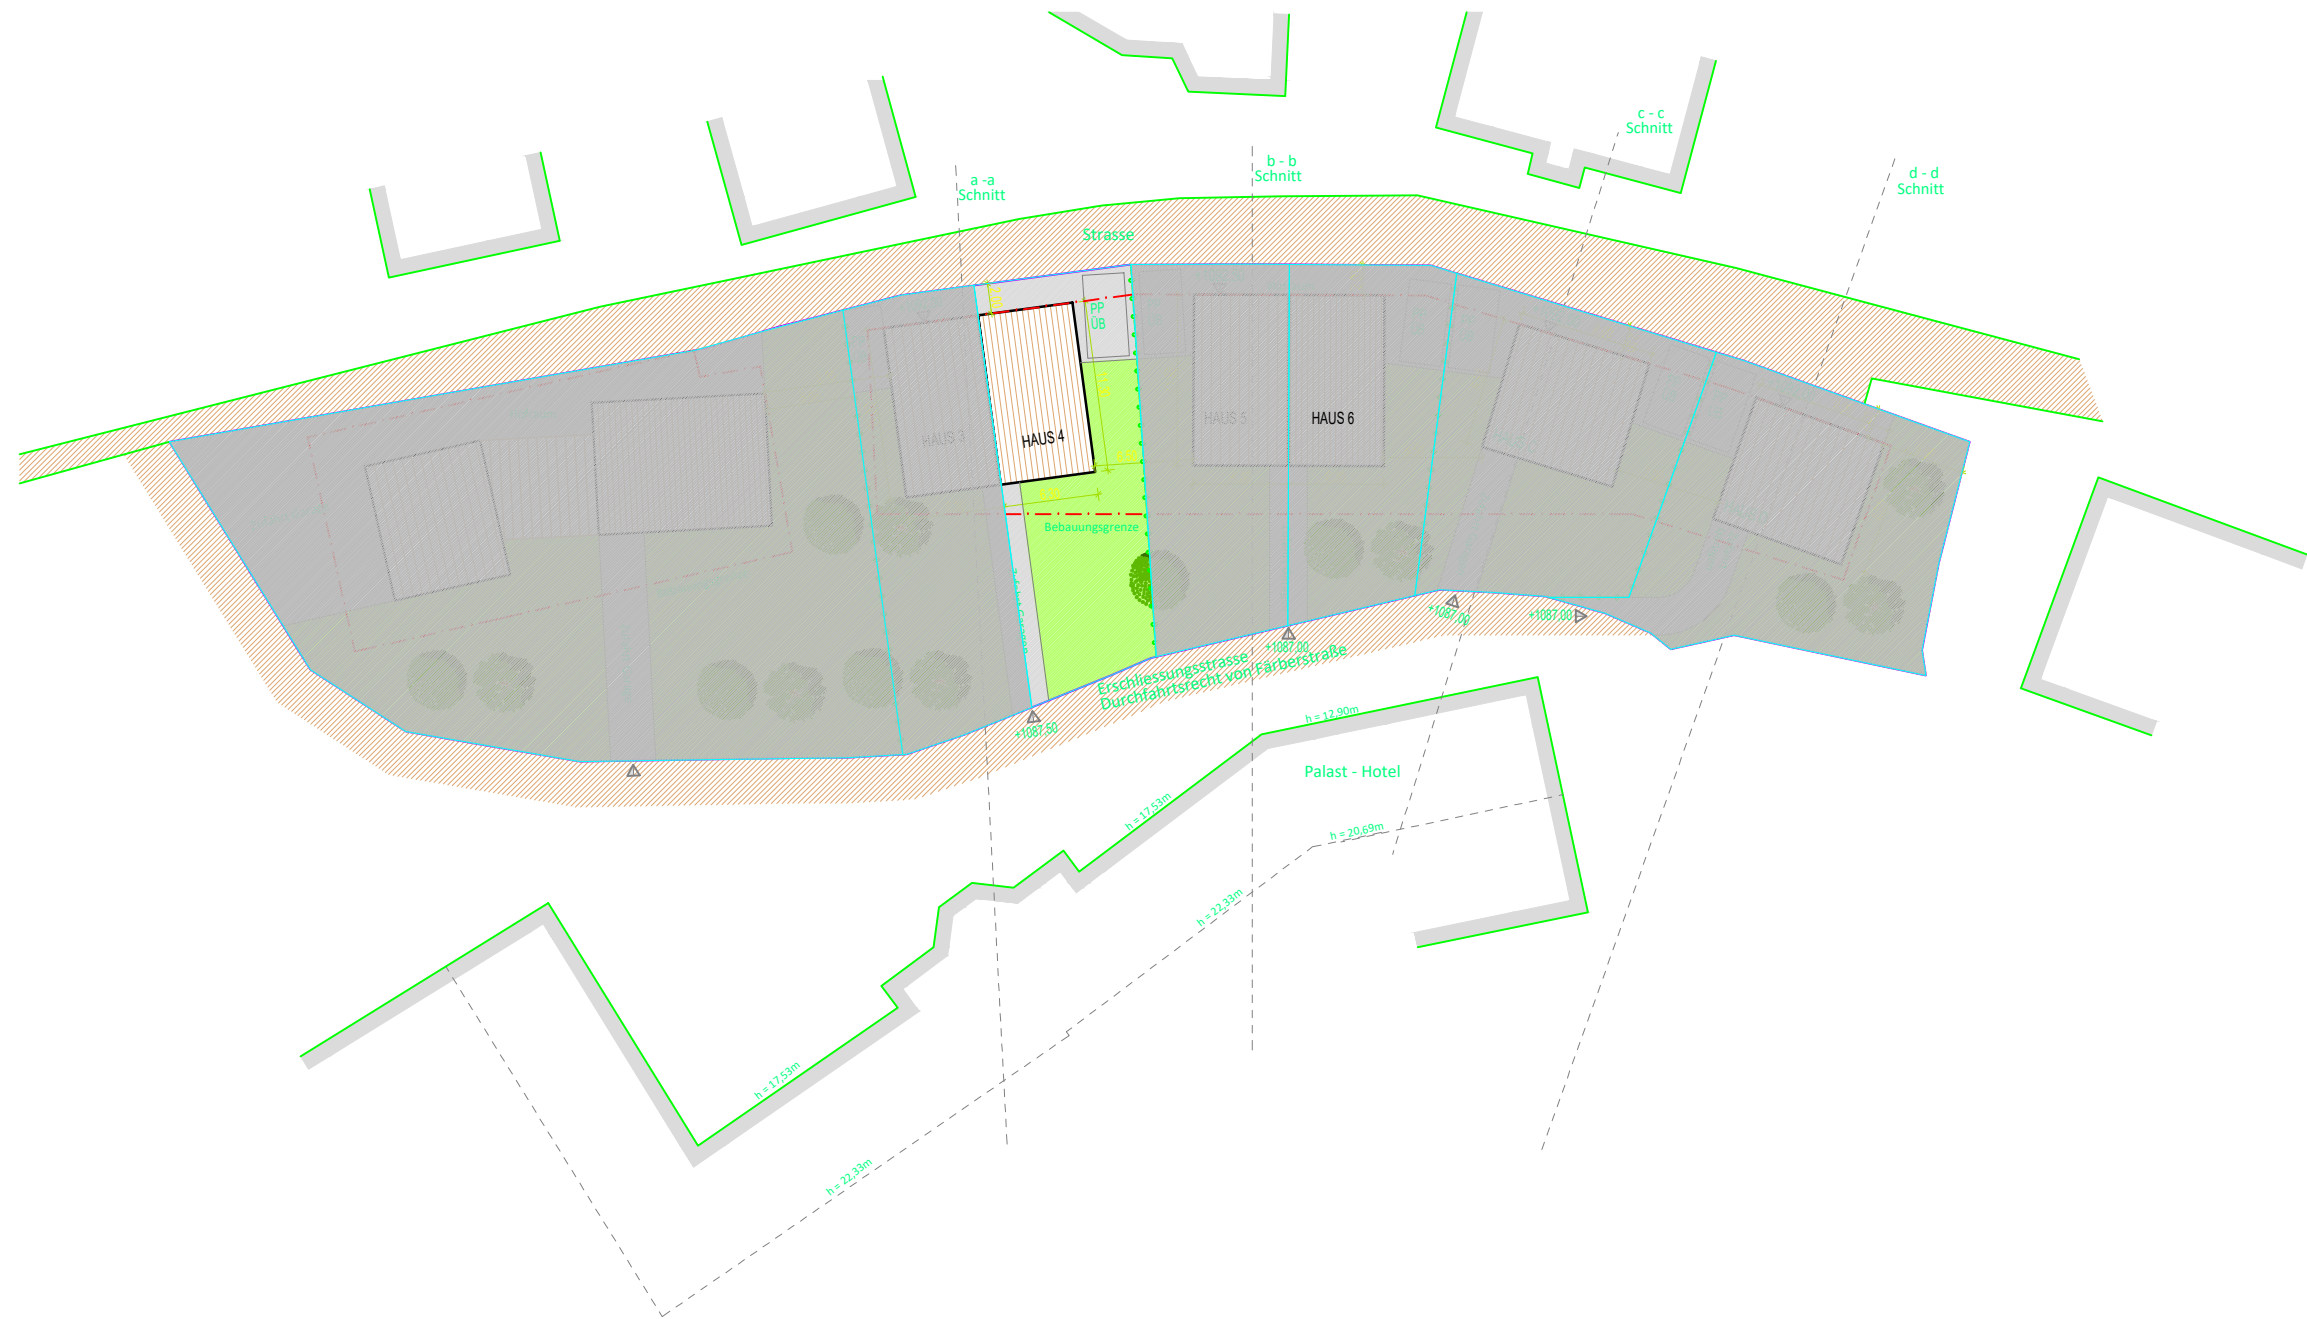 c - c
Schnitt
b - b
Schnitt
d - d
Schnitt
a -a
Schnitt
Strasse
PP
ÜB
HAUS 3
HAUS 4
HAUS 5
HAUS 6
Bebauungsgrenze
+1087.00
+1087.00
+1087.00
+1087.50
Erschliessungsstrasse
Durchfahrtsrecht von Färberstraße
h = 12,90m
Palast - Hotel
h = 17,53m
h = 20,69m
h = 22,33m
h = 17,53m
h = 22,33m